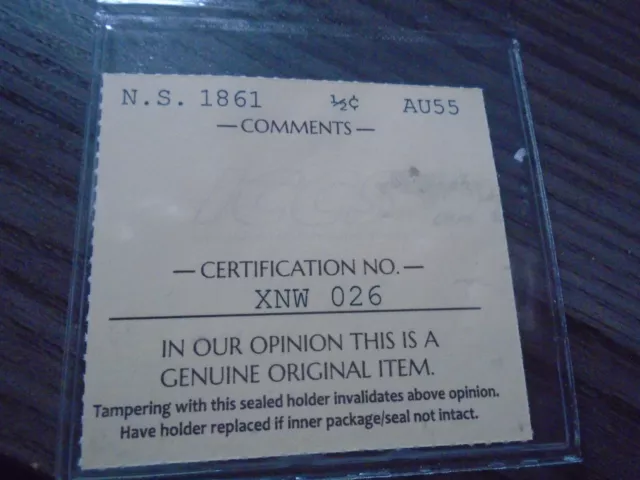 N.S. 1861 ½¢ AU55
—COMMENTS—
ICCS
—CERTIFICATION NO.—
XNW 026
IN OUR OPINION THIS IS A
GENUINE ORIGINAL ITEM.
Tampering with this sealed holder invalidates above opinion.
Have holder replaced if inner package/seal not intact.